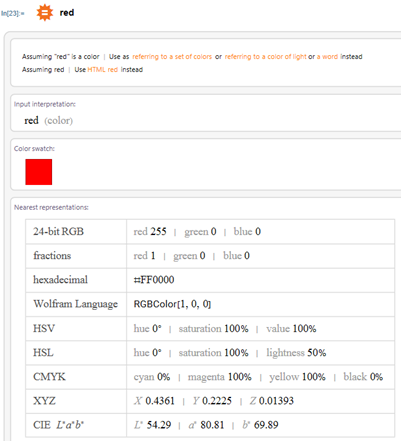 In[23]:= red
Assuming "red" is a color | Use as referring to a set of colors or referring to a color of light or a word instead
Assuming red | Use HTML red instead
Input interpretation:
red (color)
Color swatch:
Nearest representations:
24-bit RGB red 255 | green 0 | blue 0
fractions red 1 | green 0 | blue 0
hexadecimal #FF0000
Wolfram Language RGBColor[1, 0, 0]
HSV hue 0° | saturation 100% | value 100%
HSL hue 0° | saturation 100% | lightness 50%
CMYK cyan 0% | magenta 100% | yellow 100% | black 0%
XYZ X 0.4361 | Y 0.2225 | Z 0.01393
CIE L*a*b* L* 54.29 | a* 80.81 | b* 69.89